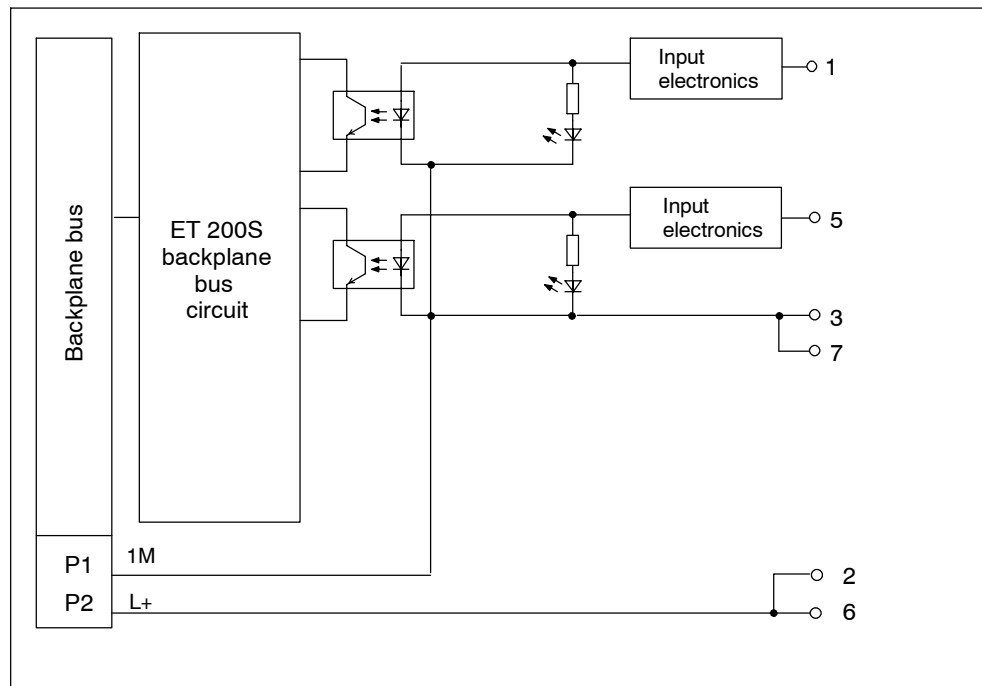 Input
electronics
1
Backplane bus
ET 200S
backplane
bus
circuit
Input
electronics
5
3
7
P1
1M
P2
L+
2
6